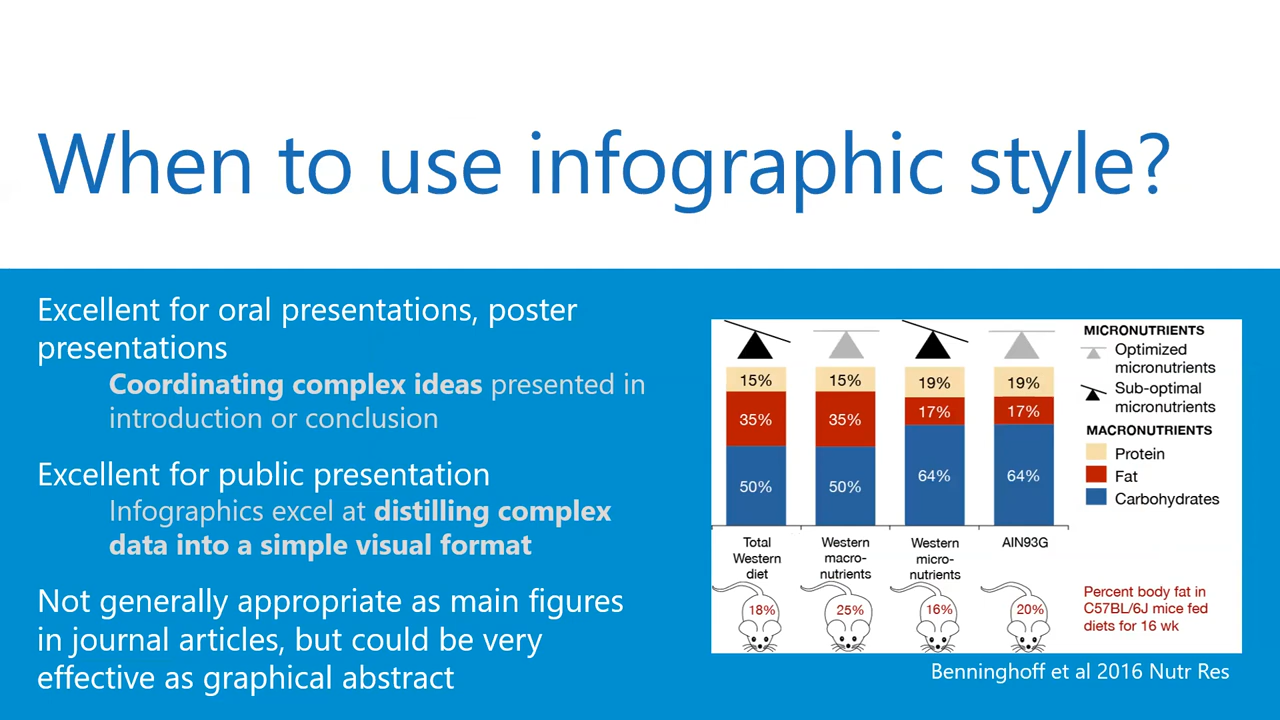 When to use infographic style?
Excellent for oral presentations, poster
presentations
Coordinating complex ideas presented in
introduction or conclusion
Excellent for public presentation
Infographics excel at distilling complex
data into a simple visual format
Not generally appropriate as main figures
in journal articles, but could be very
effective as graphical abstract
15% 15% 19% 19%
35% 35% 17% 17%
50% 50% 64% 64%
Total
Western
diet
Western
macro-
nutrients
Western
micro-
nutrients
AIN93G
18% 25% 16% 20%
MICRONUTRIENTS
Optimized
micronutrients
Sub-optimal
micronutrients
MACRONUTRIENTS
Protein
Fat
Carbohydrates
Percent body fat in
C57BL/6J mice fed
diets for 16 wk
Benninghoff et al 2016 Nutr Res